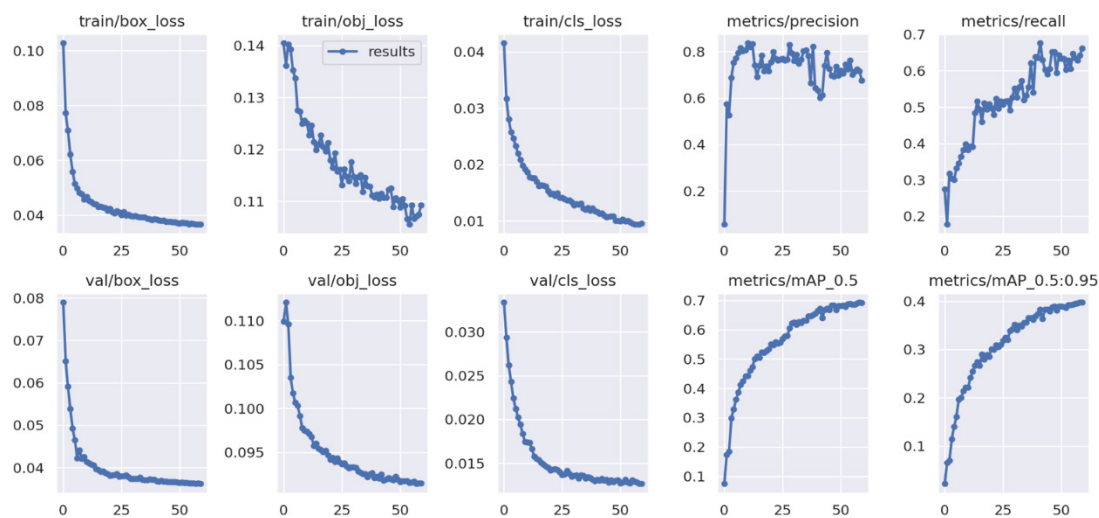 train/box_loss
train/obj_loss
train/cls_loss
metrics/precision
metrics/recall
0.10
0.08
0.06
0.04
0 25 50
0.14
0.13
0.12
0.11
results
0 25 50
0.04
0.03
0.02
0.01
0 25 50
0.8
0.6
0.4
0.2
0 25 50
0.7
0.6
0.5
0.4
0.3
0.2
0 25 50
val/box_loss
val/obj_loss
val/cls_loss
metrics/mAP_0.5
metrics/mAP_0.5:0.95
0.08
0.07
0.06
0.05
0.04
0 25 50
0.110
0.105
0.100
0.095
0 25 50
0.030
0.025
0.020
0.015
0 25 50
0.7
0.6
0.5
0.4
0.3
0.2
0.1
0 25 50
0.4
0.3
0.2
0.1
0 25 50